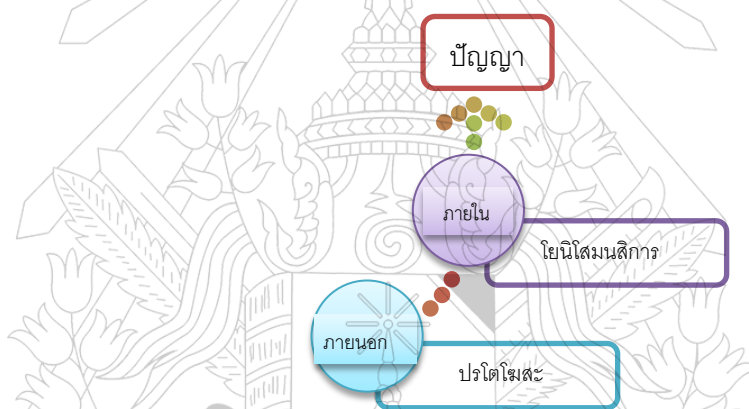 ปัญญา
ภายใน
โยนิโสมนสิการ
ภายนอก
ปรโตโฆสะ